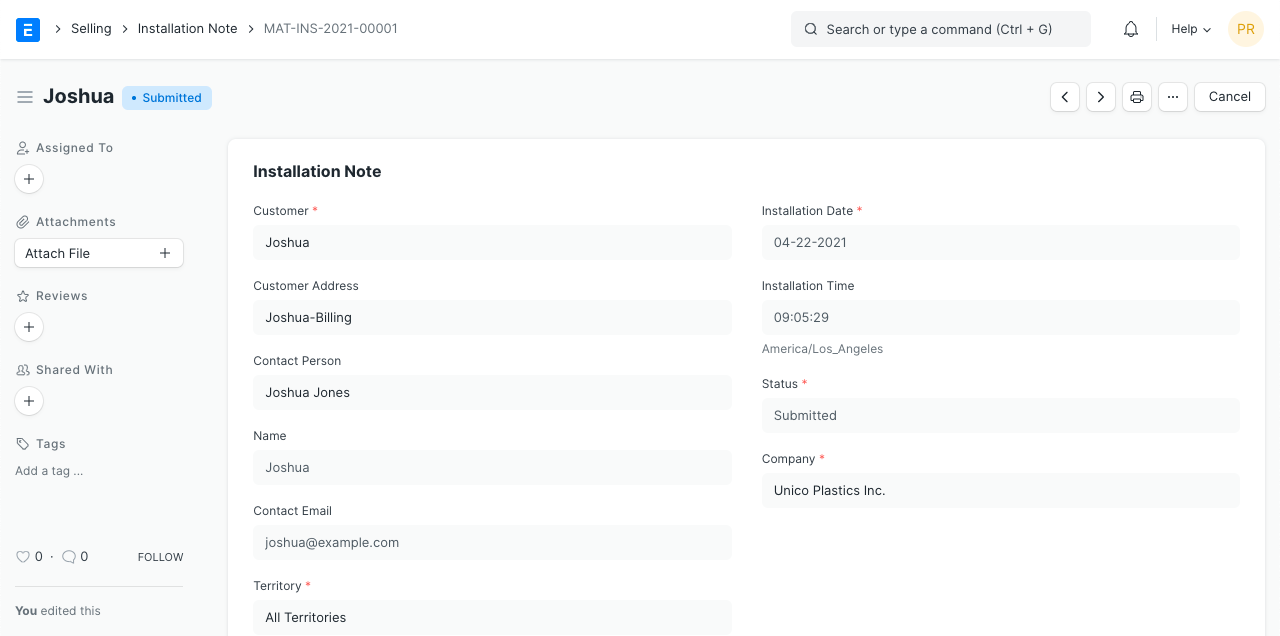 E Selling Installation Note MAT-INS-2021-00001 Search or type a command (Ctrl + G) Help PR
Joshua • Submitted ··· Cancel
Assigned To
Attachments
Attach File
Reviews
Shared With
Tags
Add a tag ...
0 · 0 FOLLOW
You edited this
Installation Note
Customer *
Joshua
Customer Address
Joshua-Billing
Contact Person
Joshua Jones
Name
Joshua
Contact Email
joshua@example.com
Territory *
All Territories
Installation Date *
04-22-2021
Installation Time
09:05:29
America/Los_Angeles
Status *
Submitted
Company *
Unico Plastics Inc.